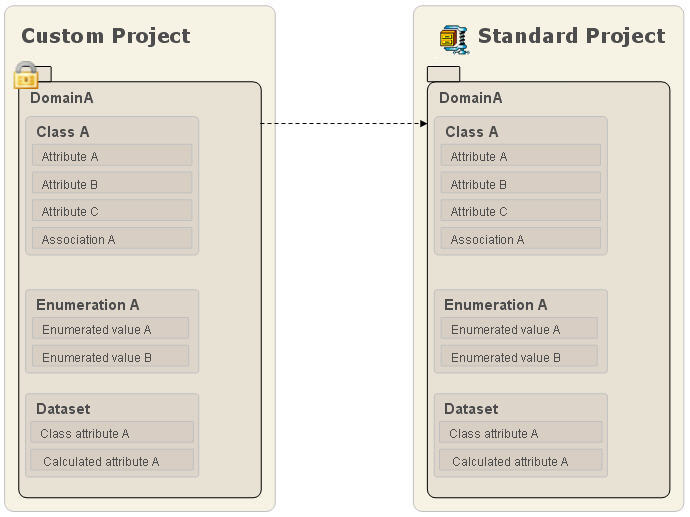 Custom Project
DomainA
Class A
Attribute A
Attribute B
Attribute C
Association A
Enumeration A
Enumerated value A
Enumerated value B
Dataset
Class attribute A
Calculated attribute A
Standard Project
DomainA
Class A
Attribute A
Attribute B
Attribute C
Association A
Enumeration A
Enumerated value A
Enumerated value B
Dataset
Class attribute A
Calculated attribute A